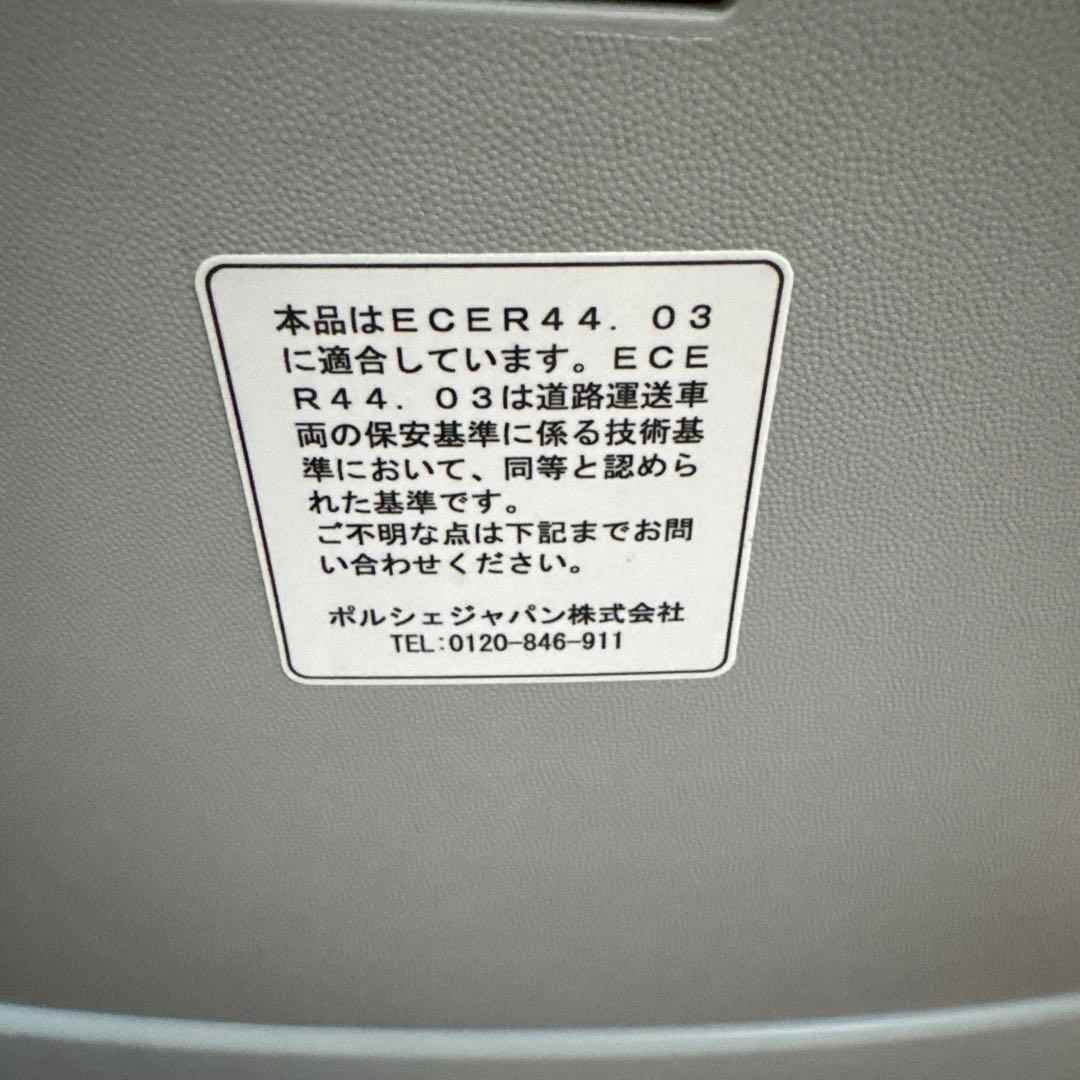 本品はＥＣＥＲ４４．０３
に適合しています。ＥＣＥ
Ｒ４４．０３は道路運送車
両の保安基準に係る技術基
準において、同等と認めら
れた基準です。
ご不明な点は下記までお問
い合わせください。
ポルシェジャパン株式会社
TEL:0120-846-911